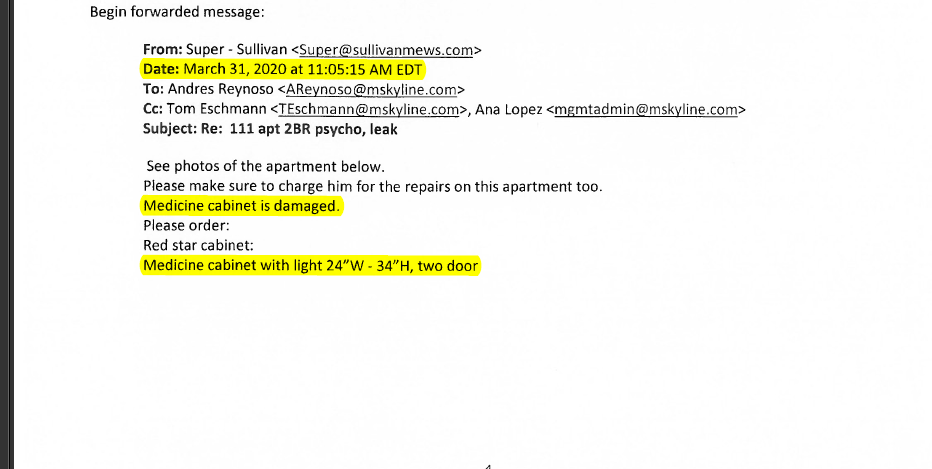 Begin forwarded message:
From: Super - Sullivan <Super@sullivanmews.com>
Date: March 31, 2020 at 11:05:15 AM EDT
To: Andres Reynoso <AReynoso@mskyline.com>
Cc: Tom Eschmann <TEschmann@mskyline.com>, Ana Lopez <mgmtadmin@mskyline.com>
Subject: Re: 111 apt 2BR psycho, leak
See photos of the apartment below.
Please make sure to charge him for the repairs on this apartment too.
Medicine cabinet is damaged.
Please order:
Red star cabinet:
Medicine cabinet with light 24”W - 34”H, two door